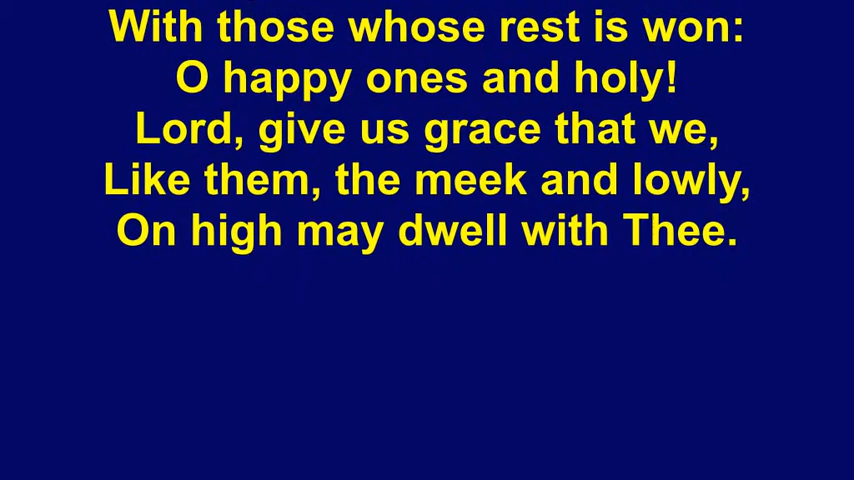 With those whose rest is won:
O happy ones and holy!
Lord, give us grace that we,
Like them, the meek and lowly,
On high may dwell with Thee.